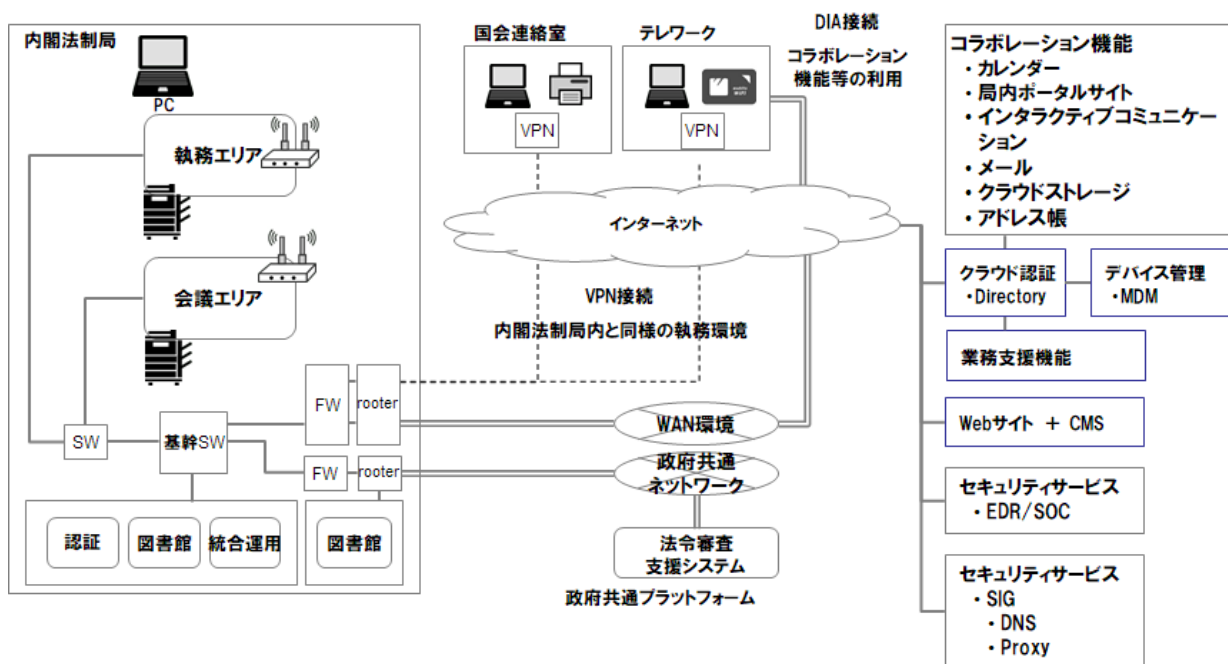 内閣法制局
PC
執務エリア
会議エリア
SW
基幹SW
FW
rooter
FW
rooter
認証
図書館
統合運用
図書館
国会連絡室
VPN
テレワーク
VPN
DIA接続
コラボレーション
機能等の利用
インターネット
VPN接続
内閣法制局内と同様の執務環境
WAN環境
政府共通
ネットワーク
法令審査
支援システム
政府共通プラットフォーム
コラボレーション機能
・カレンダー
・局内ポータルサイト
・インタラクティブコミュニケー
ション
・メール
・クラウドストレージ
・アドレス帳
クラウド認証
・Directory
デバイス管理
・MDM
業務支援機能
Webサイト + CMS
セキュリティサービス
・EDR/SOC
セキュリティサービス
・SIG
・DNS
・Proxy